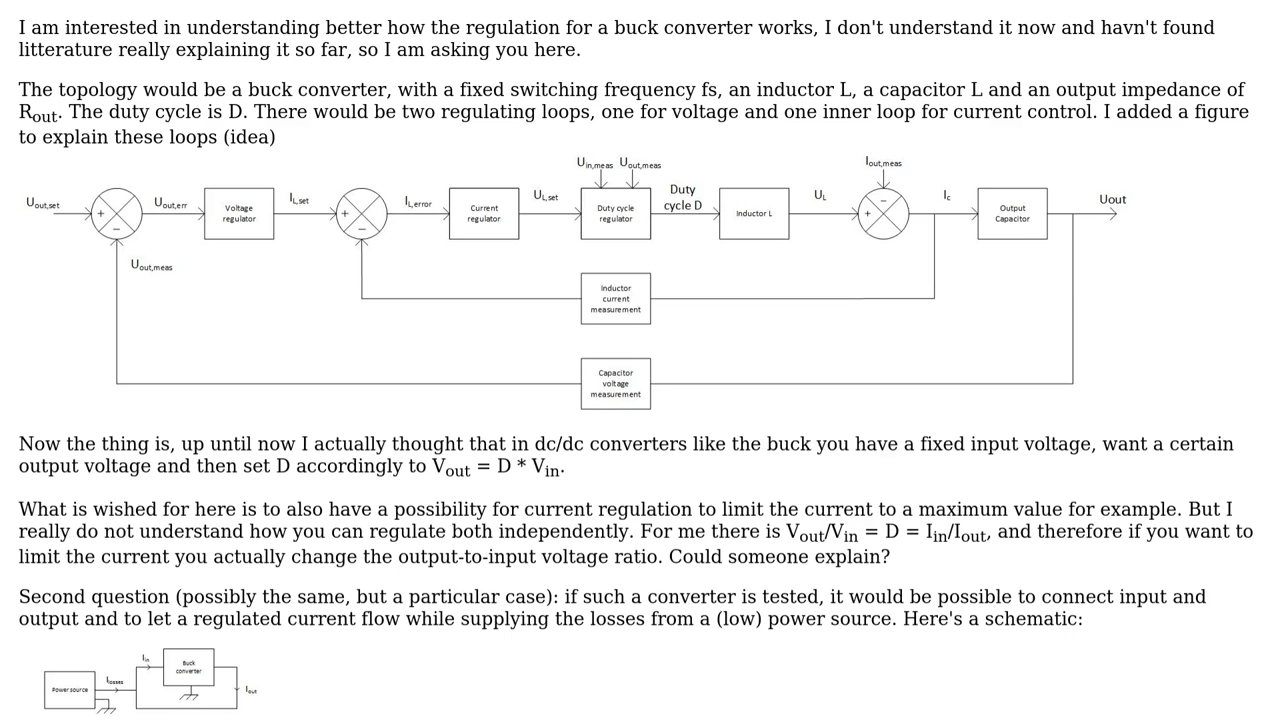 I am interested in understanding better how the regulation for a buck converter works, I don't understand it now and havn't found
litterature really explaining it so far, so I am asking you here.
The topology would be a buck converter, with a fixed switching frequency fs, an inductor L, a capacitor L and an output impedance of
Rout. The duty cycle is D. There would be two regulating loops, one for voltage and one inner loop for current control. I added a figure
to explain these loops (idea)
Uin,meas Uout,meas
Iout,meas
Uout,set
+
−
Uout,err
Voltage
regulator
IL,set
+
−
IL,error
Current
regulator
UL,set
Duty cycle
regulator
Duty
cycle D
Inductor L
UL
+
-
Ic
Output
Capacitor
Uout
Uout,meas
Inductor
current
measurement
Capacitor
voltage
measurement
Now the thing is, up until now I actually thought that in dc/dc converters like the buck you have a fixed input voltage, want a certain
output voltage and then set D accordingly to Vout = D * Vin.
What is wished for here is to also have a possibility for current regulation to limit the current to a maximum value for example. But I
really do not understand how you can regulate both independently. For me there is Vout/Vin = D = Iin/Iout, and therefore if you want to
limit the current you actually change the output-to-input voltage ratio. Could someone explain?
Second question (possibly the same, but a particular case): if such a converter is tested, it would be possible to connect input and
output and to let a regulated current flow while supplying the losses from a (low) power source. Here's a schematic:
Iin
Buck
converter
Power source
Ilosses
Iout